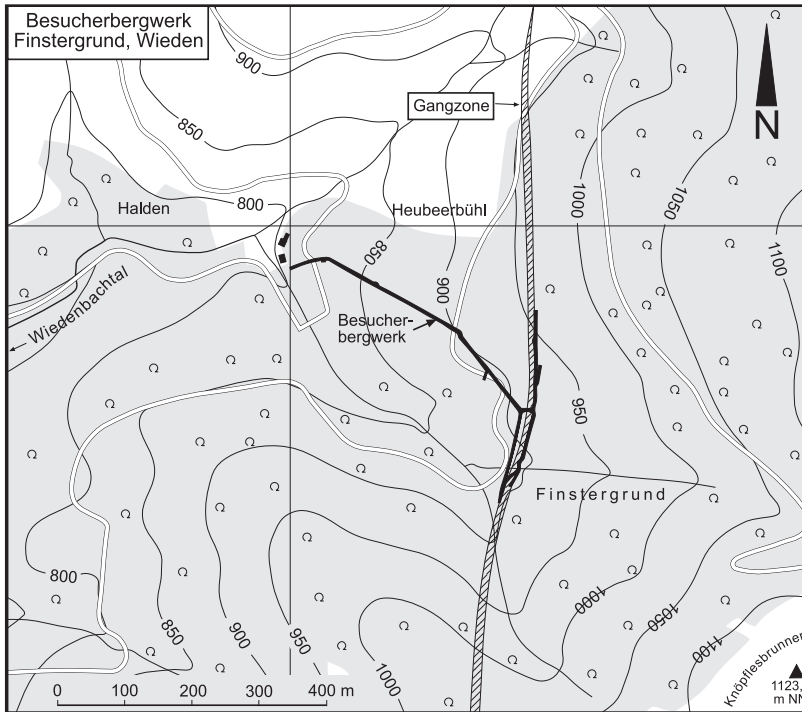 Besucherbergwerk
Finstergrund, Wieden
900
850
Gangzone
N
1000
1050
1100
Halden
800
Heubeerbühl
850
900
Wiedenbachtal
Besucher-
bergwerk
950
Finstergrund
800
850
900
950
1000
1000
1050
1100
Knöpflesbrunnen
1123,
m NN
0
100
200
300
400 m